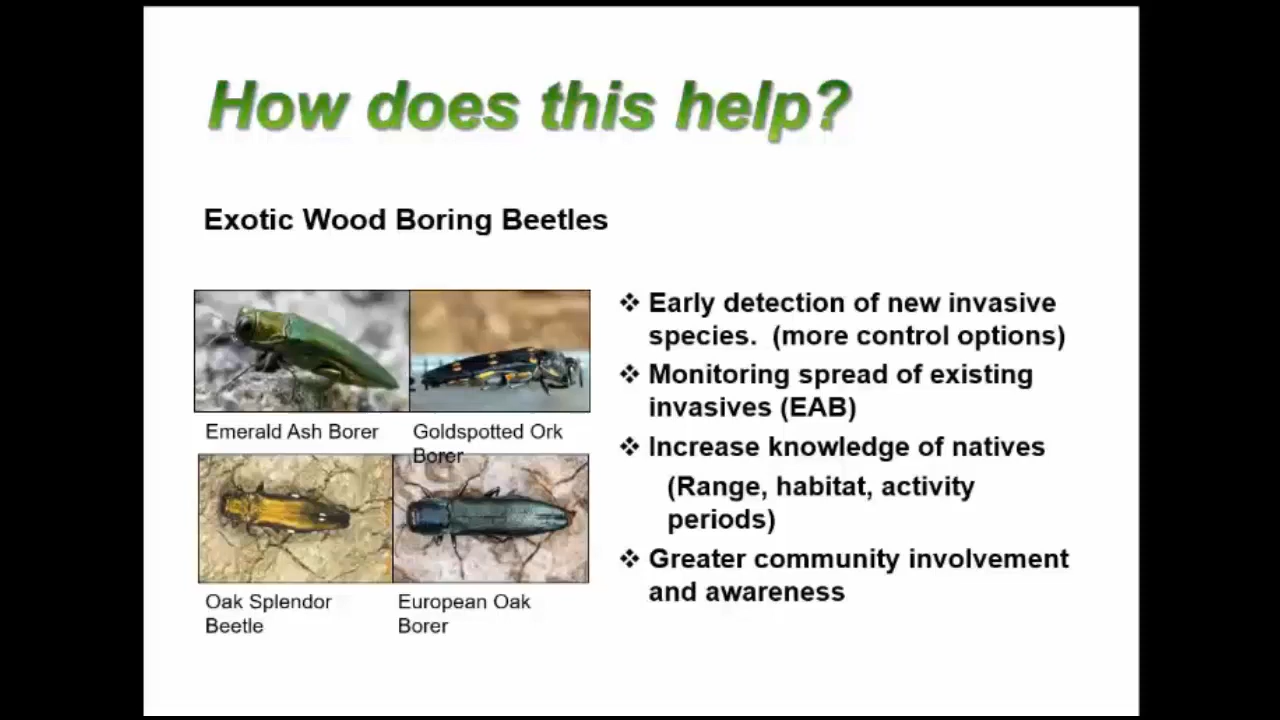 How does this help?
Exotic Wood Boring Beetles
Emerald Ash Borer
Goldspotted Ork
Borer
Oak Splendor
Beetle
European Oak
Borer
❖ Early detection of new invasive
species. (more control options)
❖ Monitoring spread of existing
invasives (EAB)
❖ Increase knowledge of natives
(Range, habitat, activity
periods)
❖ Greater community involvement
and awareness